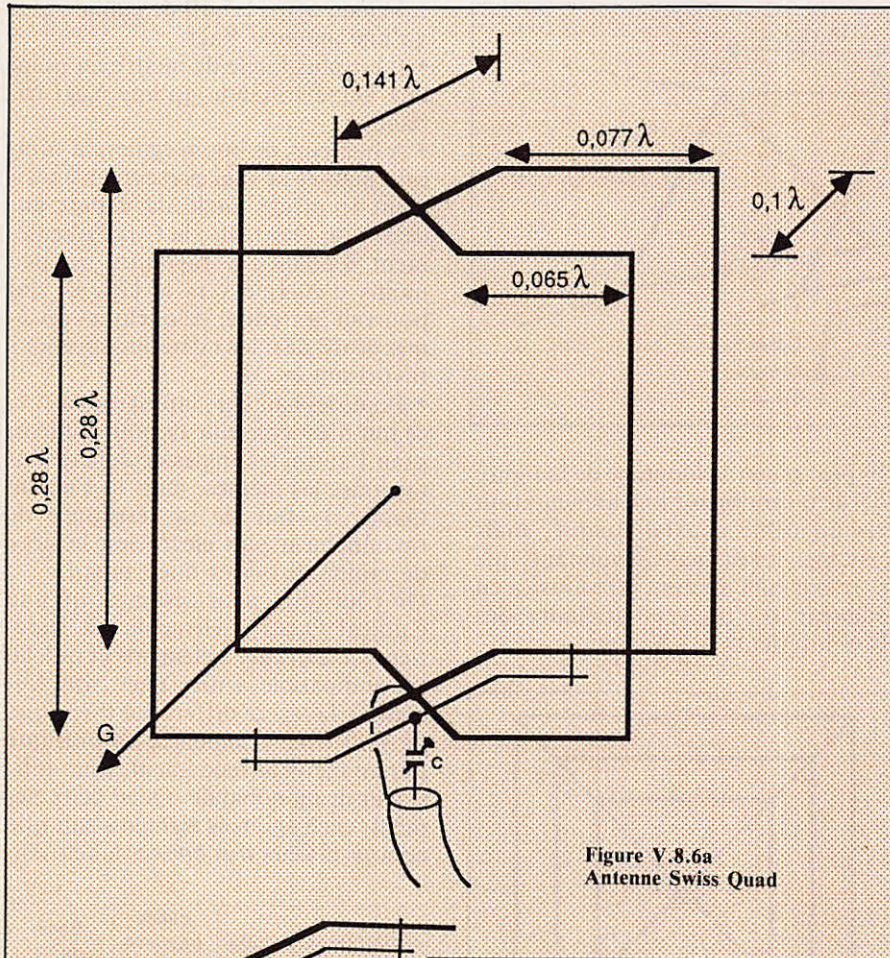 0,141 λ
0,077 λ
0,1 λ
0,065 λ
0,28 λ
0,28 λ
G
c
Figure V.8.6a
Antenne Swiss Quad